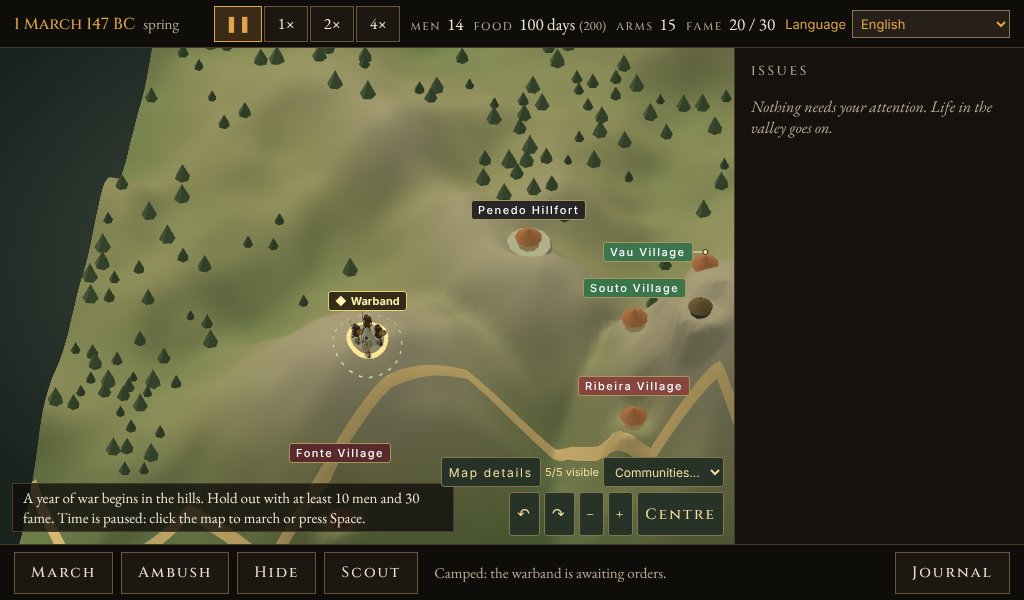 1 March 147 BC spring
1× 2× 4×
Men 14 Food 100 days (200) Arms 15 Fame 20 / 30 Language English
Issues
Nothing needs your attention. Life in the
valley goes on.
Penedo Hillfort
Vau Village
Souto Village
◆ Warband
Ribeira Village
Fonte Village
Map details 5/5 visible Communities...
A year of war begins in the hills. Hold out with at least 10 men and 30
fame. Time is paused: click the map to march or press Space.
↶ ↷ − + Centre
March Ambush Hide Scout Camped: the warband is awaiting orders. Journal